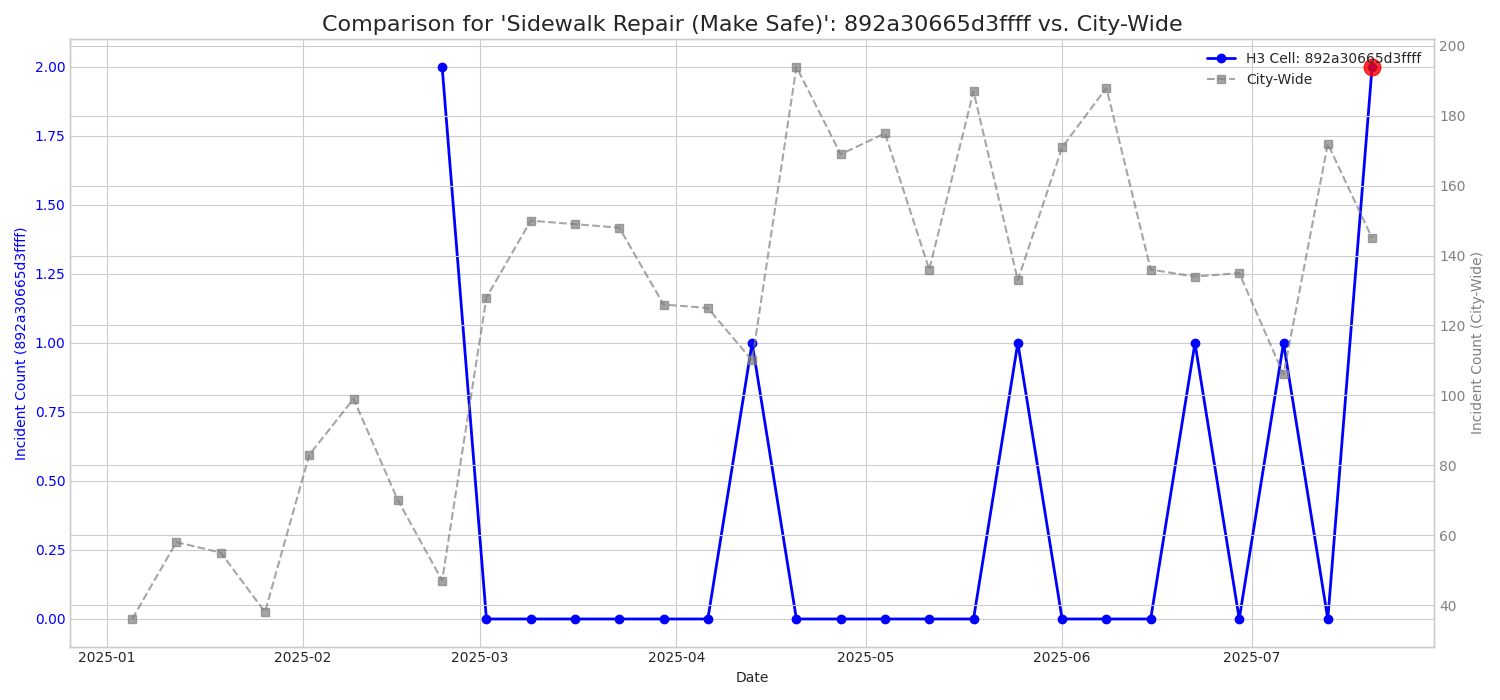 Comparison for 'Sidewalk Repair (Make Safe)': 892a30665d3ffff vs. City-Wide
H3 Cell: 892a30665d3ffff
City-Wide
Incident Count (892a30665d3ffff)
2.00
1.75
1.50
1.25
1.00
0.75
0.50
0.25
0.00
200
180
160
140
120
100
80
60
40
Incident Count (City-Wide)
2025-01 2025-02 2025-03 2025-04 2025-05 2025-06 2025-07
Date